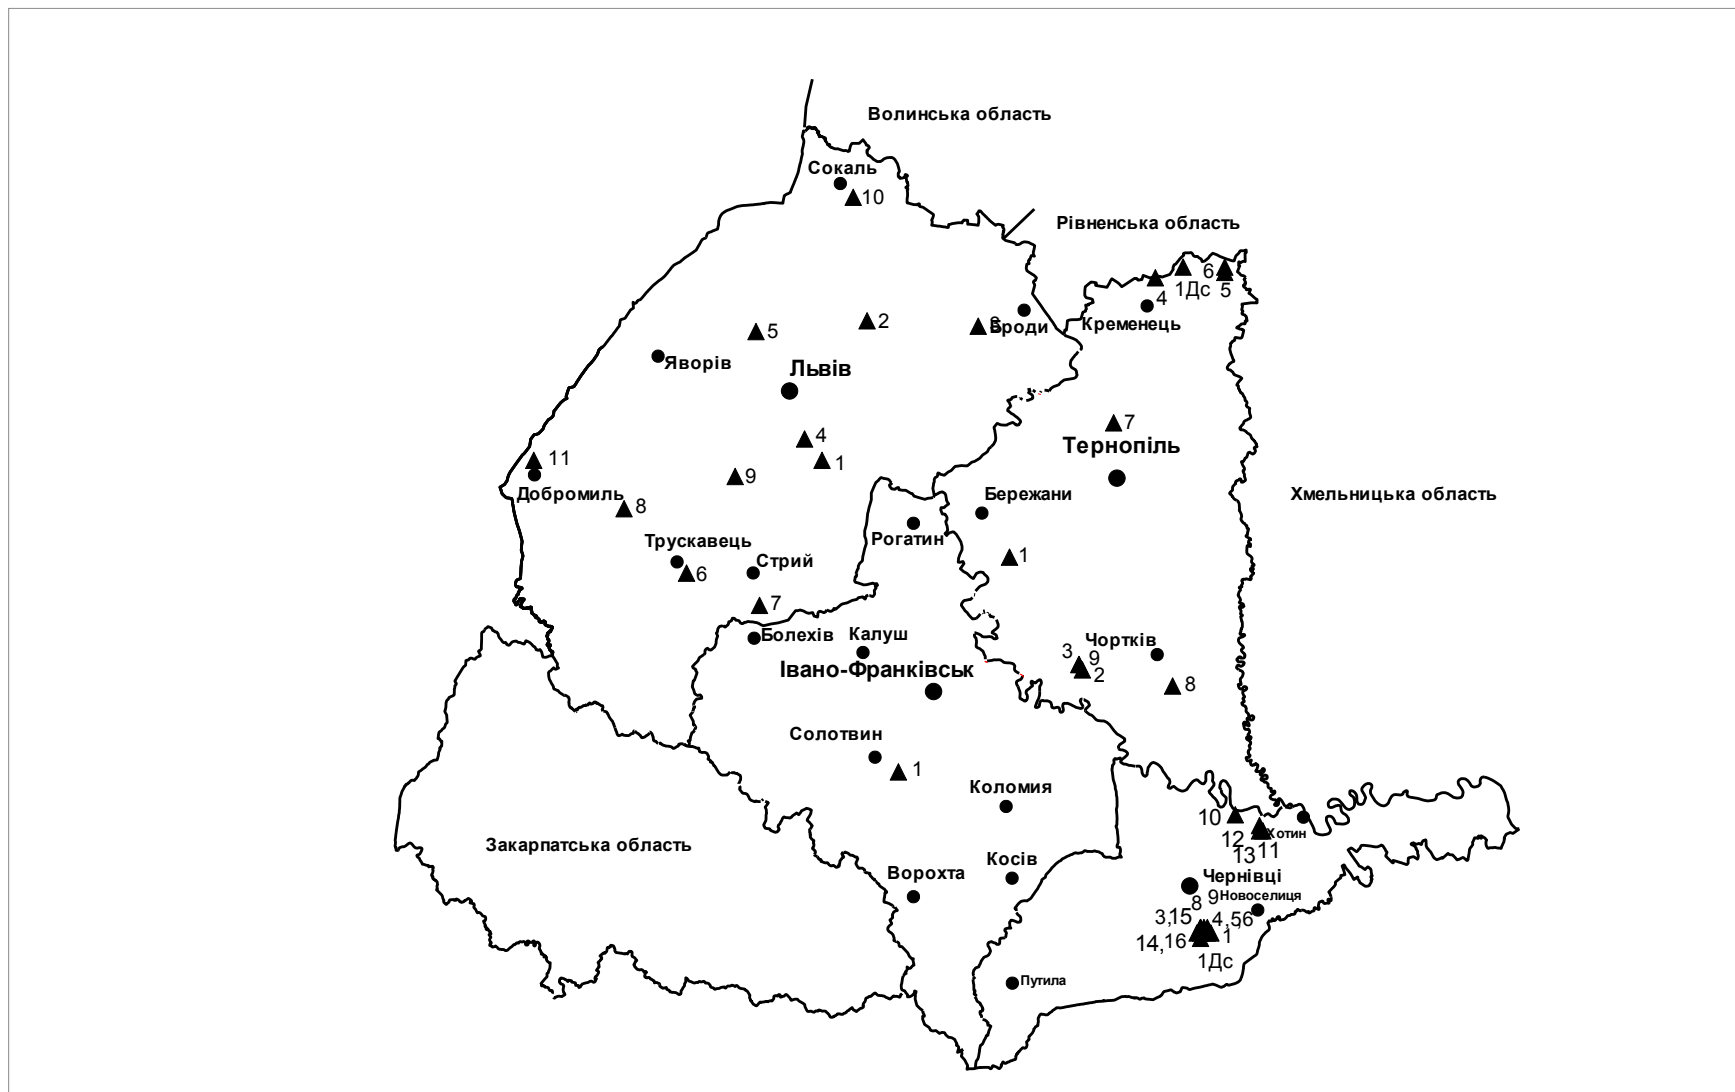 Волинська область
Сокаль
10
Рівненська область
6
1Дс
5
4
Кременець
2
5
Броди
Яворів
Львів
7
4
Тернопіль
1
11
9
Добромиль
8
Бережани
Хмельницька область
Рогатин
Трускавець
Стрий
1
6
7
Болехів
Калуш
Чортків
3
9
2
Івано-Франківськ
8
Солотвин
1
Коломия
10
12
Хотин
13
11
Закарпатська область
Косів
Ворохта
Чернівці
9
Новоселиця
8
3,15
4,56
14,16
1
1Дс
Путила